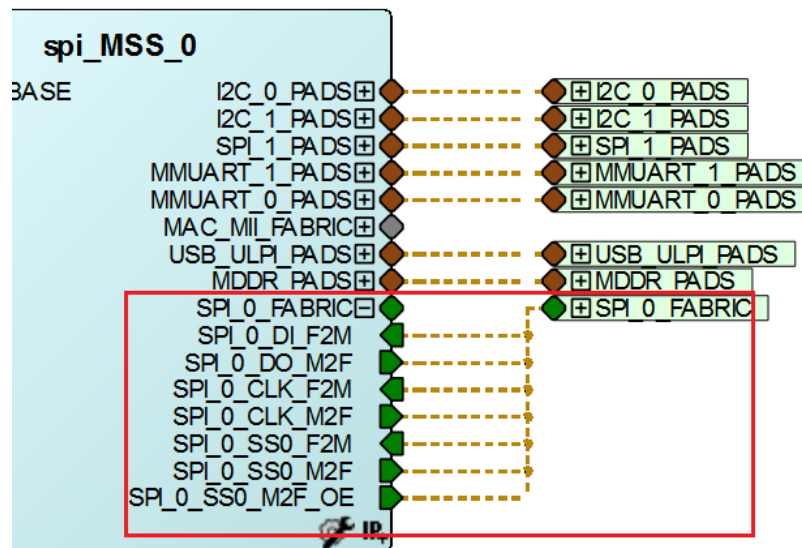 spi_MSS_0
BASE
I2C_0_PADS I2C_0_PADS
I2C_1_PADS I2C_1_PADS
SPI_1_PADS SPI_1_PADS
MMUART_1_PADS MMUART_1_PADS
MMUART_0_PADS MMUART_0_PADS
MAC_MII_FABRIC
USB_ULPI_PADS USB_ULPI_PADS
MDDR_PADS MDDR_PADS
SPI_0_FABRIC SPI_0_FABRIC
SPI_0_DI_F2M
SPI_0_DO_M2F
SPI_0_CLK_F2M
SPI_0_CLK_M2F
SPI_0_SS0_F2M
SPI_0_SS0_M2F
SPI_0_SS0_M2F_OE